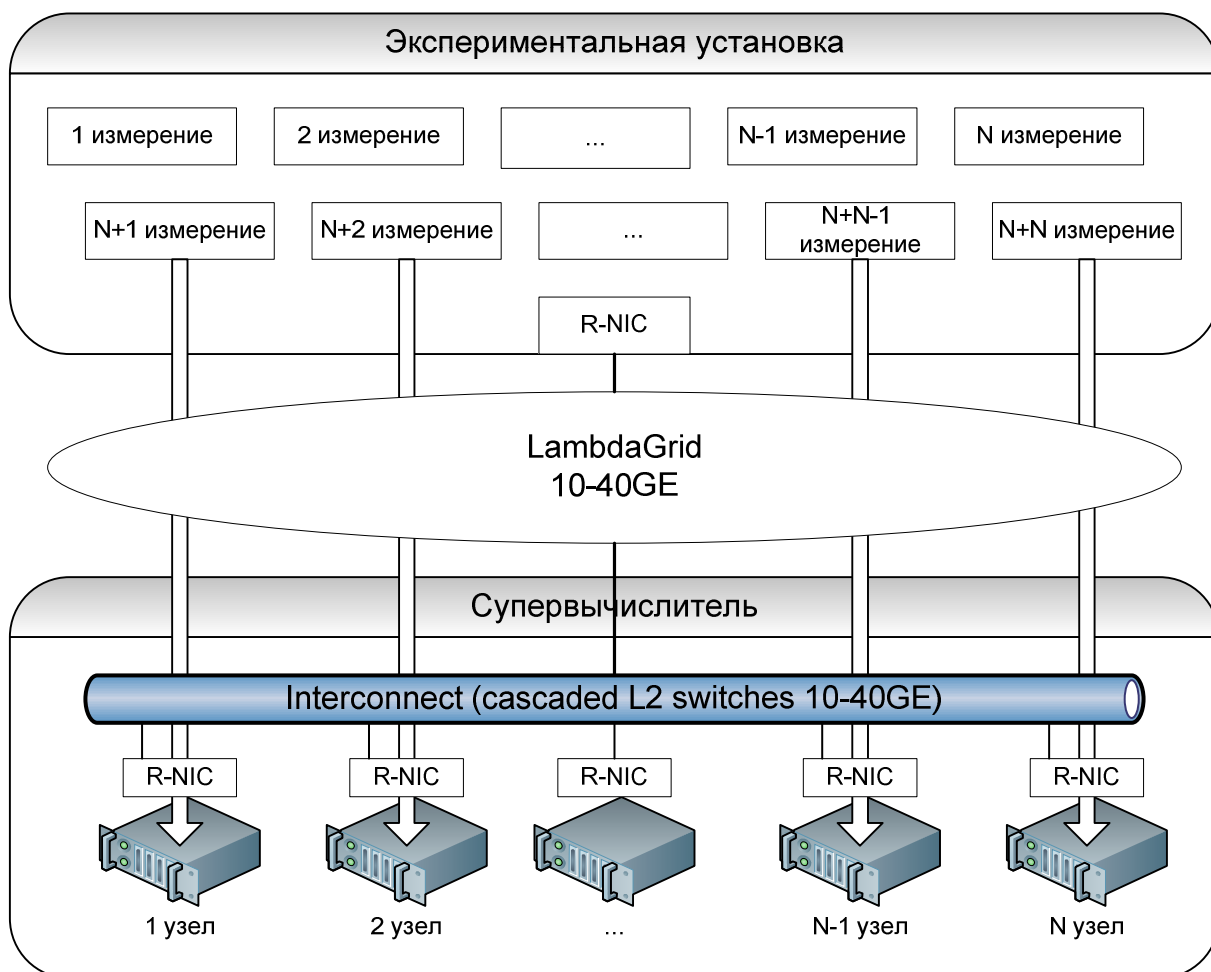 Экспериментальная установка
1 измерение
2 измерение
...
N-1 измерение
N измерение
N+1 измерение
N+2 измерение
...
N+N-1
измерение
N+N измерение
R-NIC
LambdaGrid
10-40GE
Супервычислитель
Interconnect (cascaded L2 switches 10-40GE)
R-NIC
R-NIC
R-NIC
R-NIC
R-NIC
1 узел
2 узел
...
N-1 узел
N узел